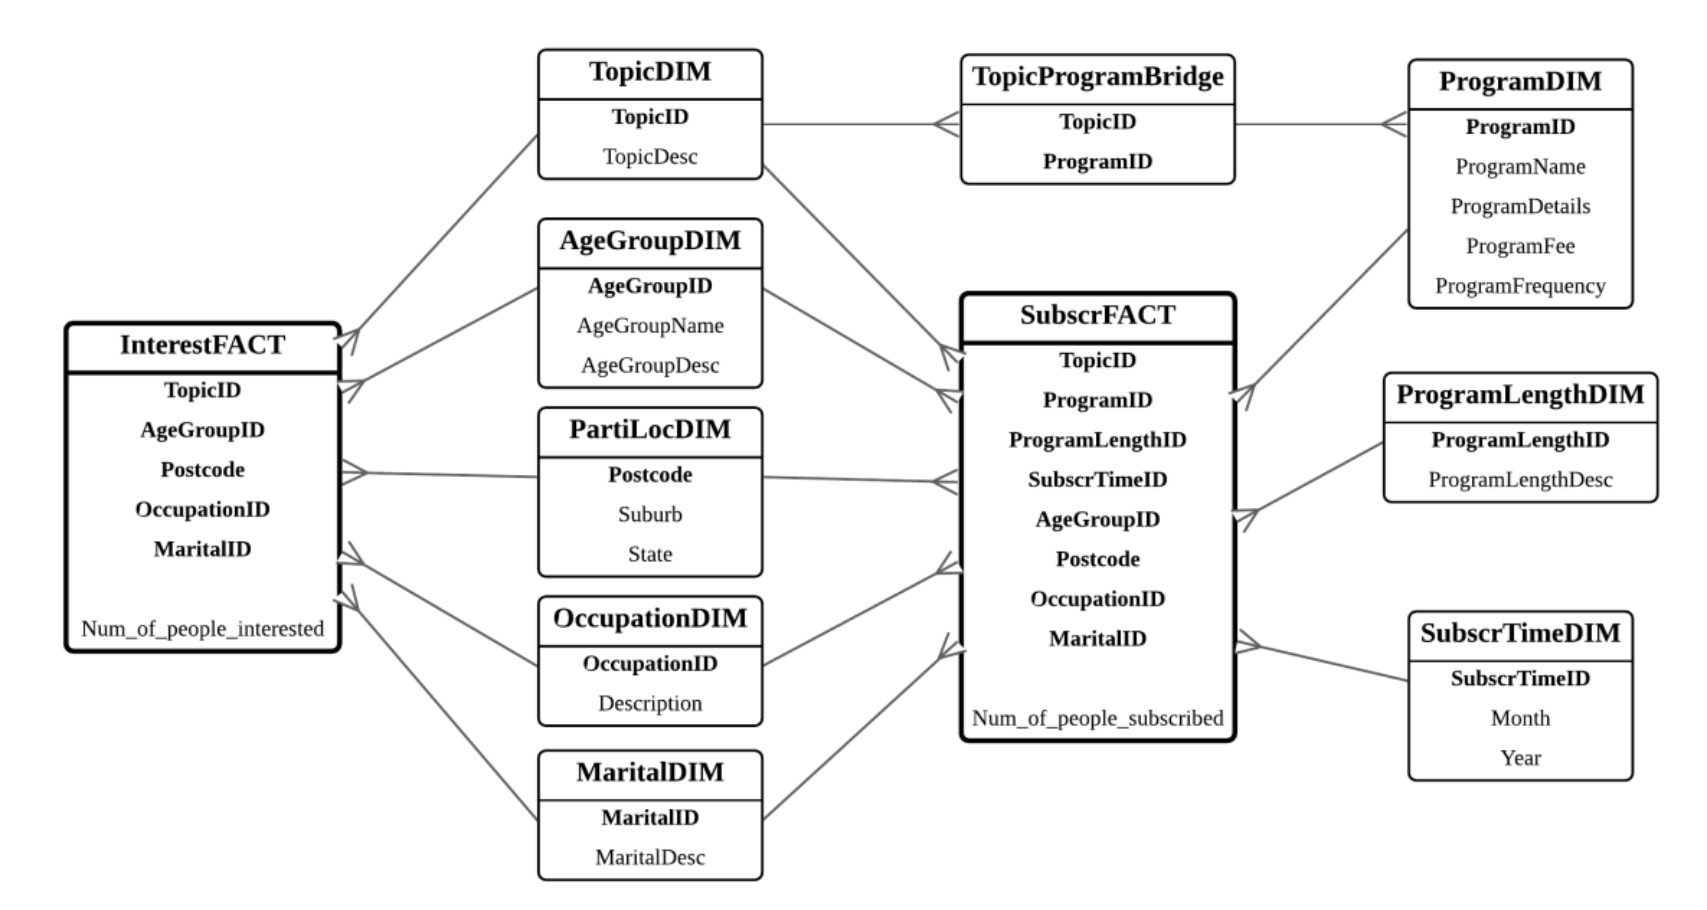 InterestFACT
TopicID
AgeGroupID
Postcode
OccupationID
MaritalID
Num_of_people_interested
TopicDIM
TopicID
TopicDesc
AgeGroupDIM
AgeGroupID
AgeGroupName
AgeGroupDesc
PartiLocDIM
Postcode
Suburb
State
OccupationDIM
OccupationID
Description
MaritalDIM
MaritalID
MaritalDesc
TopicProgramBridge
TopicID
ProgramID
SubscrFACT
TopicID
ProgramID
ProgramLengthID
SubscrTimeID
AgeGroupID
Postcode
OccupationID
MaritalID
Num_of_people_subscribed
ProgramDIM
ProgramID
ProgramName
ProgramDetails
ProgramFee
ProgramFrequency
ProgramLengthDIM
ProgramLengthID
ProgramLengthDesc
SubscrTimeDIM
SubscrTimeID
Month
Year